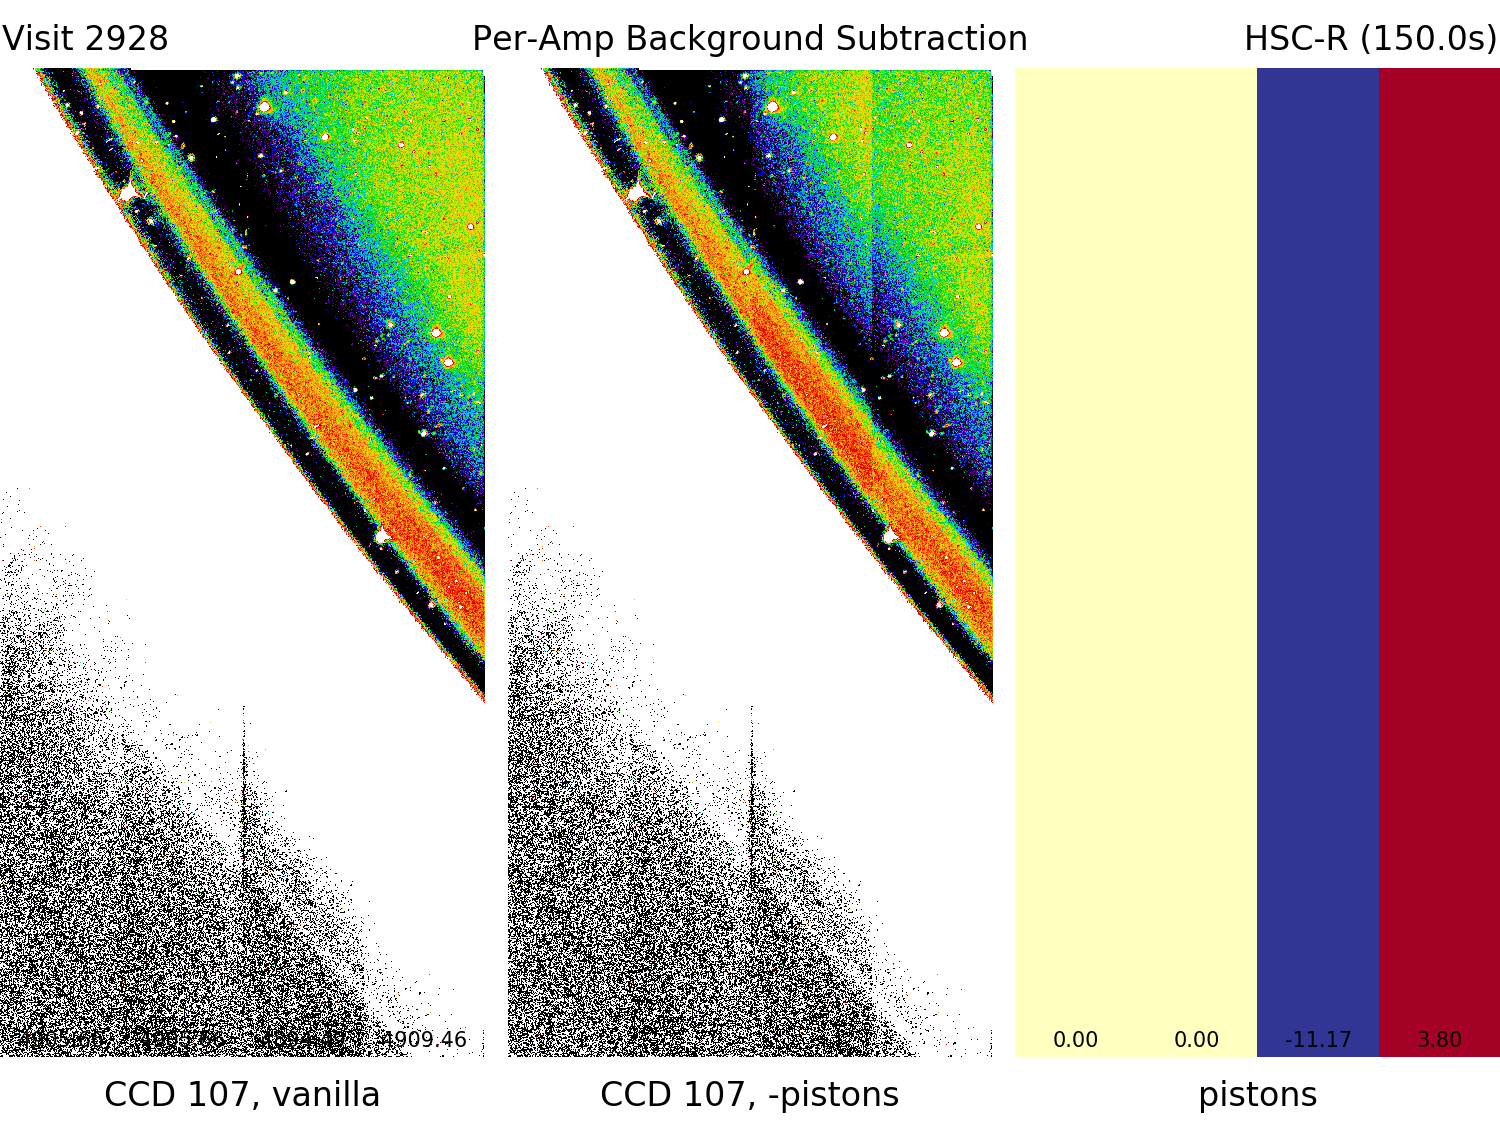 Visit 2928
Per-Amp Background Subtraction
HSC-R (150.0s)
4909.46
0.00
0.00
-11.17
3.80
CCD 107, vanilla
CCD 107, -pistons
pistons